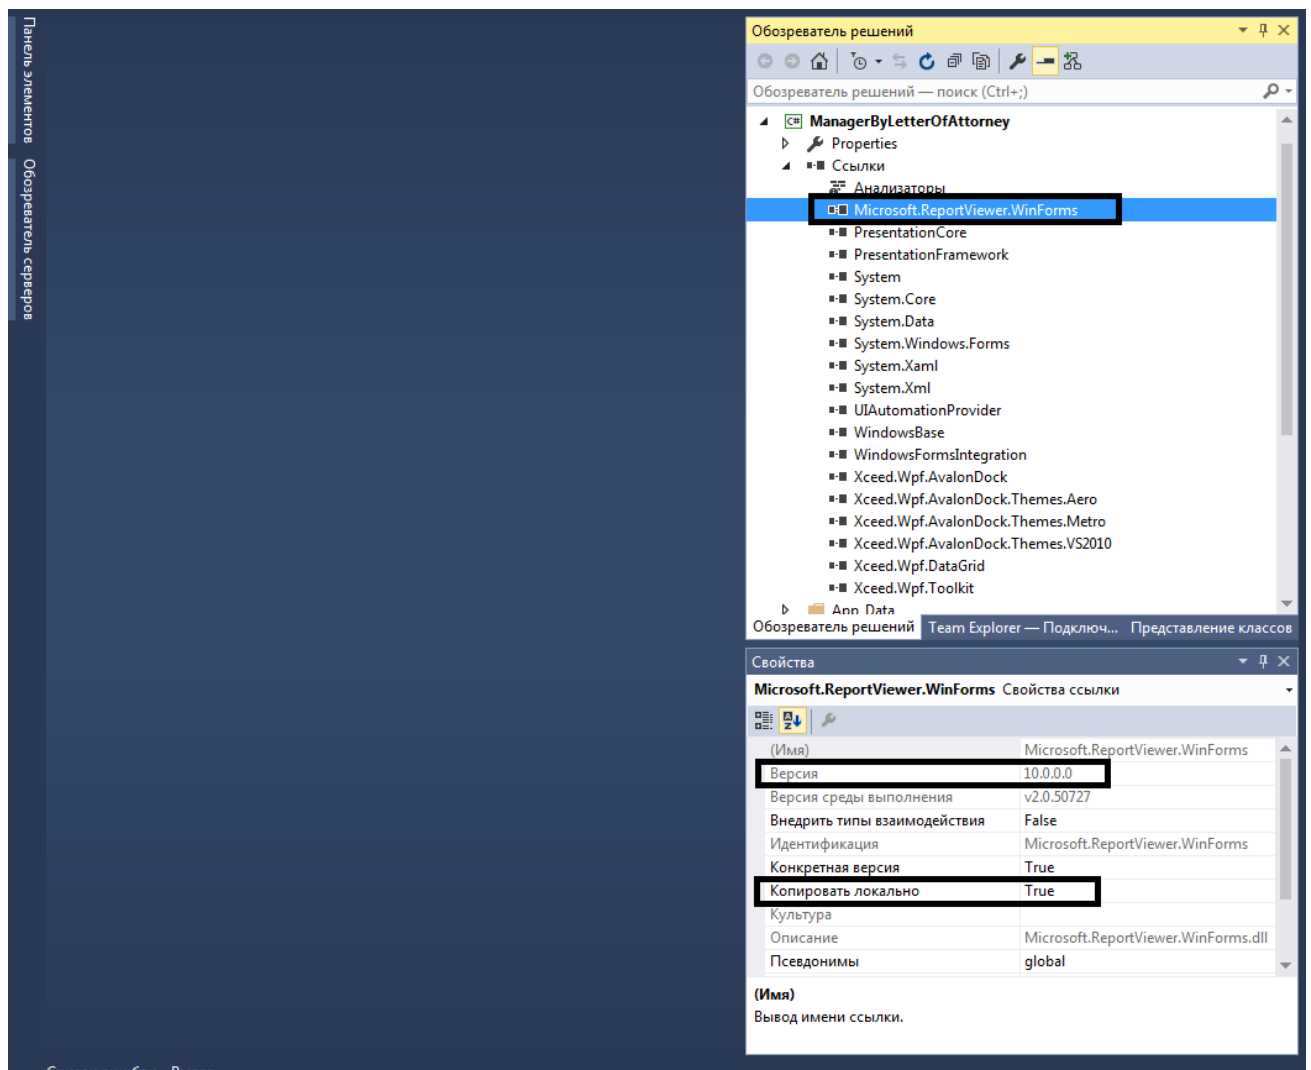 Панель элементов
Обозреватель серверов
Обозреватель решений
Обозреватель решений — поиск (Ctrl+;)
C# ManagerByLetterOfAttorney
Properties
Ссылки
Анализаторы
Microsoft.ReportViewer.WinForms
PresentationCore
PresentationFramework
System
System.Core
System.Data
System.Windows.Forms
System.Xaml
System.Xml
UIAutomationProvider
WindowsBase
WindowsFormsIntegration
Xceed.Wpf.AvalonDock
Xceed.Wpf.AvalonDock.Themes.Aero
Xceed.Wpf.AvalonDock.Themes.Metro
Xceed.Wpf.AvalonDock.Themes.VS2010
Xceed.Wpf.DataGrid
Xceed.Wpf.Toolkit
App_Data
Обозреватель решений Team Explorer — Подключ... Представление классов
Свойства
Microsoft.ReportViewer.WinForms Свойства ссылки
(Имя) Microsoft.ReportViewer.WinForms
Версия 10.0.0.0
Версия среды выполнения v2.0.50727
Внедрить типы взаимодействия False
Идентификация Microsoft.ReportViewer.WinForms
Конкретная версия True
Копировать локально True
Культура
Описание Microsoft.ReportViewer.WinForms.dll
Псевдонимы global
(Имя)
Вывод имени ссылки.